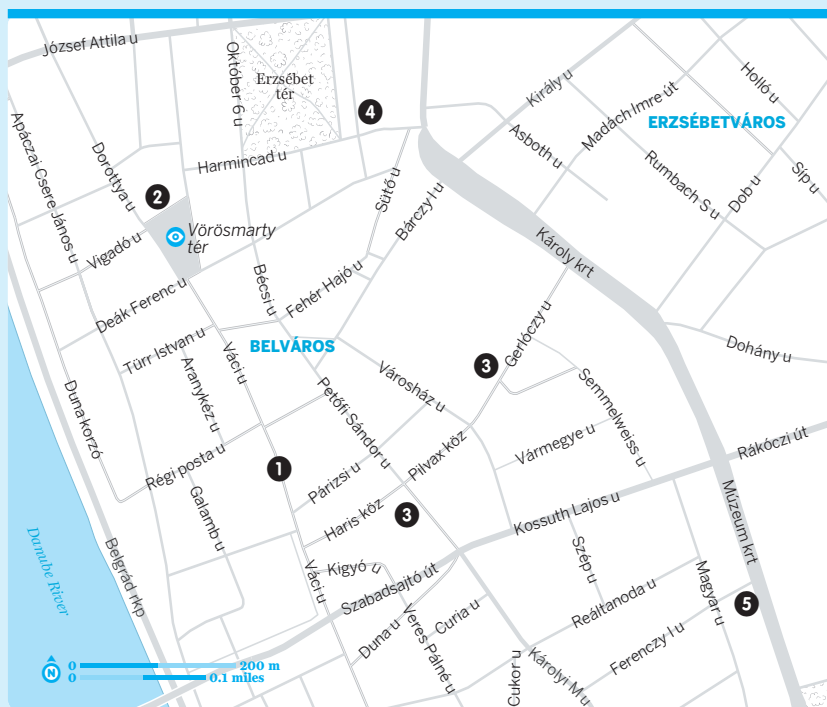 József Attila u
Október 6 u
Erzsébet
tér
4
Király u
Madách Imre út
Holló u
ERZSÉBETVÁROS
Asboth u
Rumbach S u
Dob u
Síp u
Apáczai Csere János u
Dorottya u
Harmincad u
2
Vörösmarty
tér
Vigadó u
Sütő u
Bárczy I u
Károly krt
Deák Ferenc u
Bécsi u
Fehér Hajó u
Gerlóczy u
Türr Istvan u
BELVÁROS
Dohány u
Váci u
Aranykéz u
Városház u
3
Semmelweiss u
Duna korzó
Petőfi Sándor u
Régi posta u
1
Párizsi u
Pilvax köz
Vármegye u
Rákóczi út
Galamb u
Haris köz
3
Kossuth Lajos u
Múzeum krt
Danube River
Belgrád rkp
Váci u
Kigyó u
Szabadsajtó út
Szép u
Magyar u
Duna u
Veres Pálné u
Curia u
Reáltanoda u
Ferenczy I u
5
Cukor u
Károlyi M u
N
0 200 m
0 0.1 miles